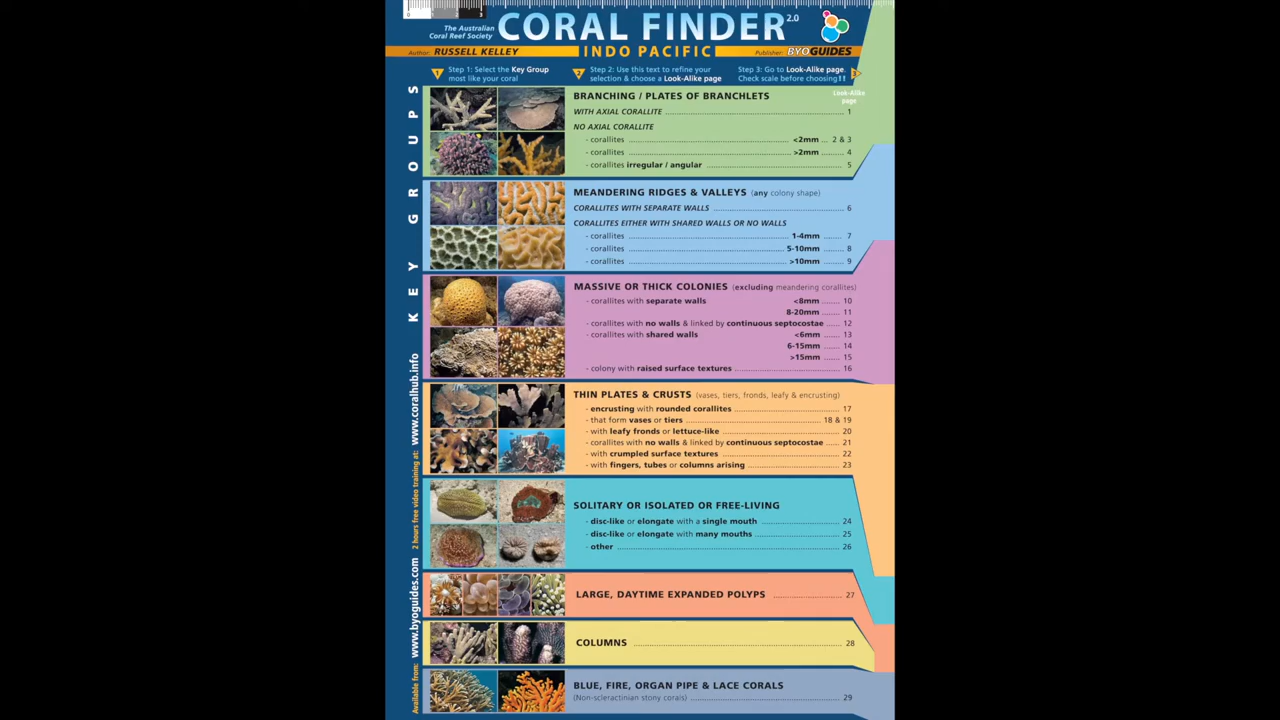 The Australian
Coral Reef Society
CORAL FINDER 2.0
Author: RUSSELL KELLEY
INDO PACIFIC
Publisher: BYOGUIDES
1 Step 1: Select the Key Group
most like your coral
2 Step 2: Use this text to refine your
selection & choose a Look-Alike page
Step 3: Go to Look-Alike page.
Check scale before choosing!! 3
Look-Alike
page
KEY GROUPS
BRANCHING / PLATES OF BRANCHLETS
WITH AXIAL CORALLITE 1
NO AXIAL CORALLITE
- corallites <2mm 2 & 3
- corallites >2mm 4
- corallites irregular / angular 5
MEANDERING RIDGES & VALLEYS (any colony shape)
CORALLITES WITH SEPARATE WALLS 6
CORALLITES EITHER WITH SHARED WALLS OR NO WALLS
- corallites 1-4mm 7
- corallites 5-10mm 8
- corallites >10mm 9
MASSIVE OR THICK COLONIES (excluding meandering corallites)
- corallites with separate walls <8mm 10
8-20mm 11
- corallites with no walls & linked by continuous septocostae 12
- corallites with shared walls <6mm 13
6-15mm 14
>15mm 15
- colony with raised surface textures 16
THIN PLATES & CRUSTS (vases, tiers, fronds, leafy & encrusting)
- encrusting with rounded corallites 17
- that form vases or tiers 18 & 19
- with leafy fronds or lettuce-like 20
- corallites with no walls & linked by continuous septocostae 21
- with crumpled surface textures 22
- with fingers, tubes or columns arising 23
SOLITARY OR ISOLATED OR FREE-LIVING
- disc-like or elongate with a single mouth 24
- disc-like or elongate with many mouths 25
- other 26
LARGE, DAYTIME EXPANDED POLYPS 27
COLUMNS 28
BLUE, FIRE, ORGAN PIPE & LACE CORALS
(Non-scleractinian stony corals) 29
Available from: www.byoguides.com 2 hours free video training at: www.coralhub.info